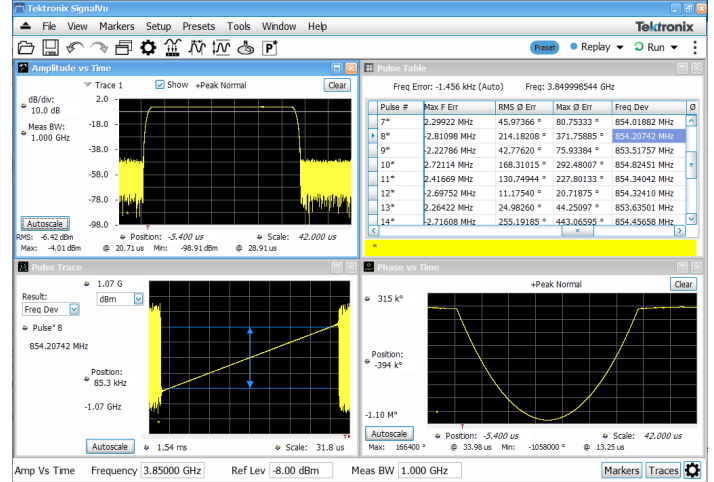 Tektronix SignalVu
File View Markers Setup Presets Tools Window Help
Tektronix
Preset Replay Run
Amplitude vs Time
Trace 1 Show +Peak Normal Clear
dB/div:
10.0 dB
Meas BW:
1.000 GHz
2.0
-18.0
-38.0
-58.0
-78.0
-98.0
Autoscale
Position: -5.400 us Scale: 42.000 us
RMS: -6.42 dBm
Max: -4.01 dBm @ 20.71 us Min: -98.91 dBm @ 28.91 us
Pulse Table
Freq Error: -1.456 kHz (Auto) Freq: 3.849998544 GHz
Pulse # Max F Err RMS Ø Err Max Ø Err Freq Dev Ø
7* 2.29922 MHz 45.97366 ° 80.75333 ° 854.01882 MHz
8* -2.81098 MHz 214.18208 ° 371.75885 ° 854.20742 MHz
9* -2.22786 MHz 42.77620 ° 75.93384 ° 853.51757 MHz
10* 2.72114 MHz 168.31015 ° 292.48007 ° 854.82451 MHz
11* 2.41669 MHz 130.74944 ° 227.80133 ° 854.34042 MHz
12* -2.69752 MHz 11.17540 ° 20.71875 ° 854.32410 MHz
13* 2.26422 MHz 24.98260 ° 44.25097 ° 853.63501 MHz
14* -2.71608 MHz 255.19185 ° 443.06595 ° 854.45658 MHz
*
Pulse Trace
1.07 G
Result: dBm
Freq Dev
Pulse* 8
854.20742 MHz
Position:
85.3 kHz
-1.07 GHz
Autoscale 1.54 ms Scale: 31.8 us
Phase vs Time
+Peak Normal Clear
315 k°
Position:
-394 k°
-1.10 M°
Autoscale Position: -5.400 us Scale: 42.000 us
Max: 166400 ° @ 33.98 us Min: -1058000 ° @ 13.25 us
Amp Vs Time Frequency 3.85000 GHz Ref Lev -8.00 dBm Meas BW 1.000 GHz Markers Traces